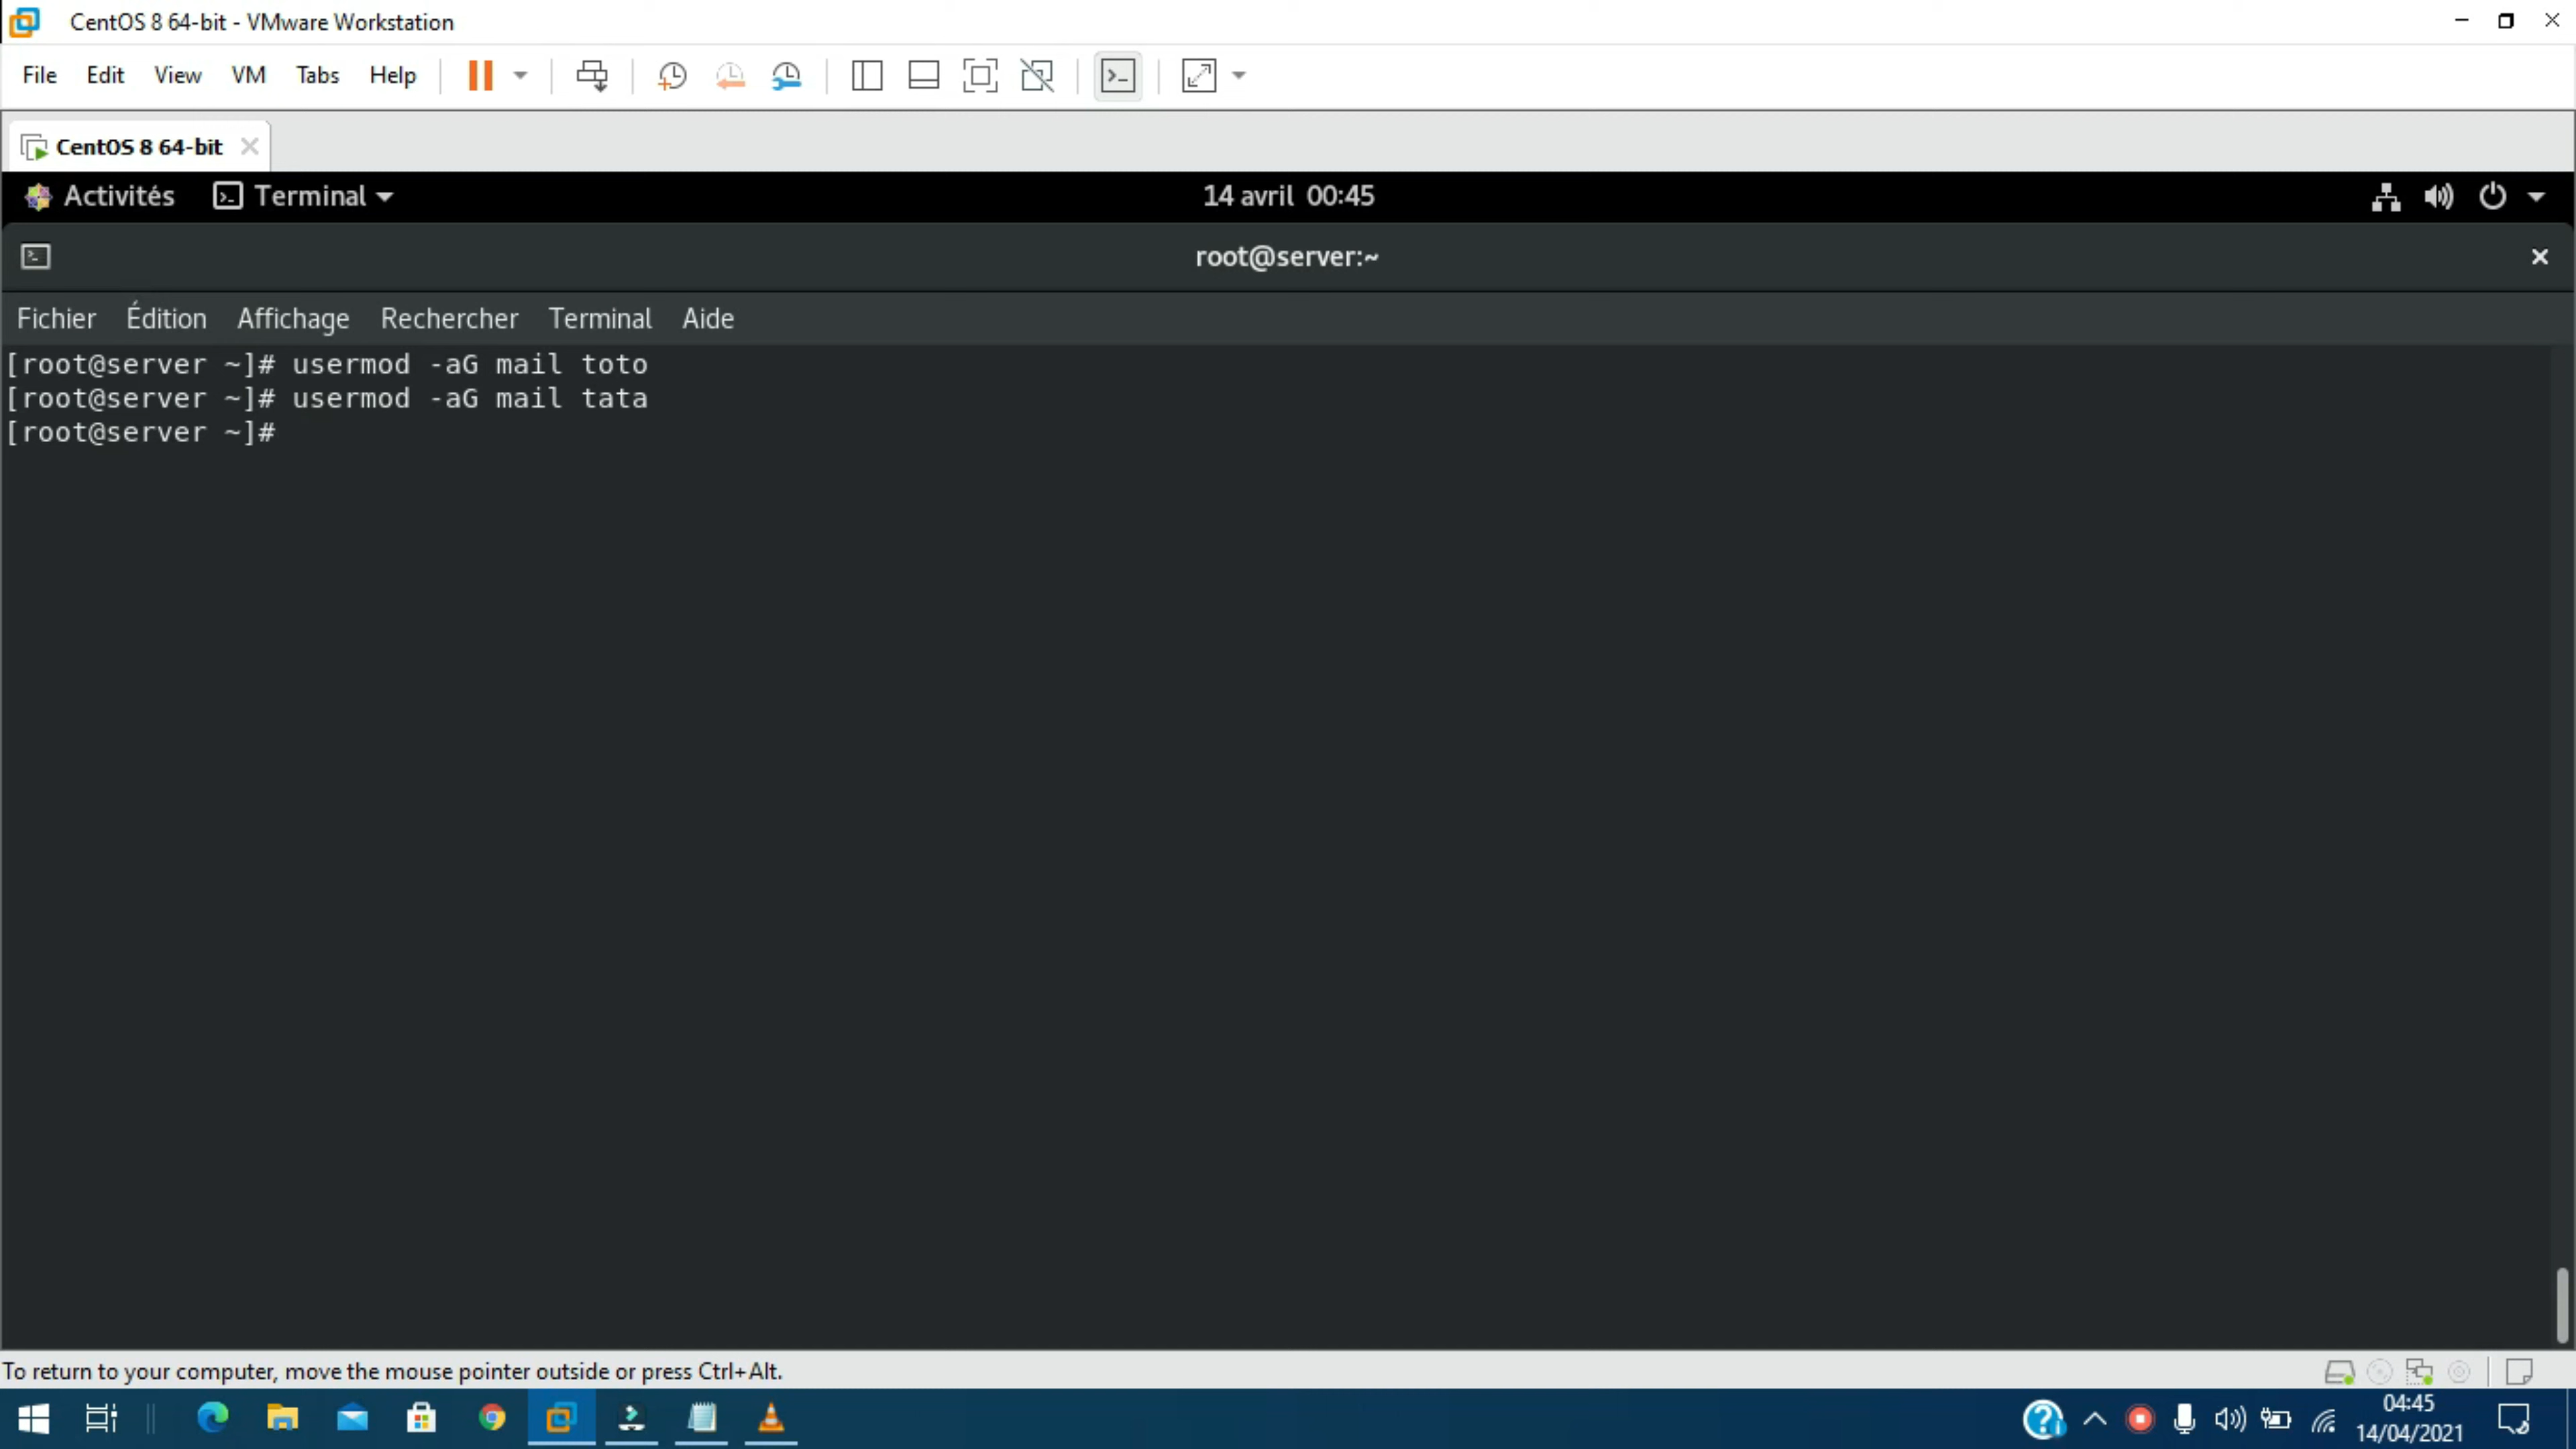 CentOS 8 64-bit - VMware Workstation
File Edit View VM Tabs Help
CentOS 8 64-bit
Activités Terminal 14 avril 00:45
root@server:~
Fichier Édition Affichage Rechercher Terminal Aide
[root@server ~]# usermod -aG mail toto
[root@server ~]# usermod -aG mail tata
[root@server ~]#
To return to your computer, move the mouse pointer outside or press Ctrl+Alt.
04:45
14/04/2021